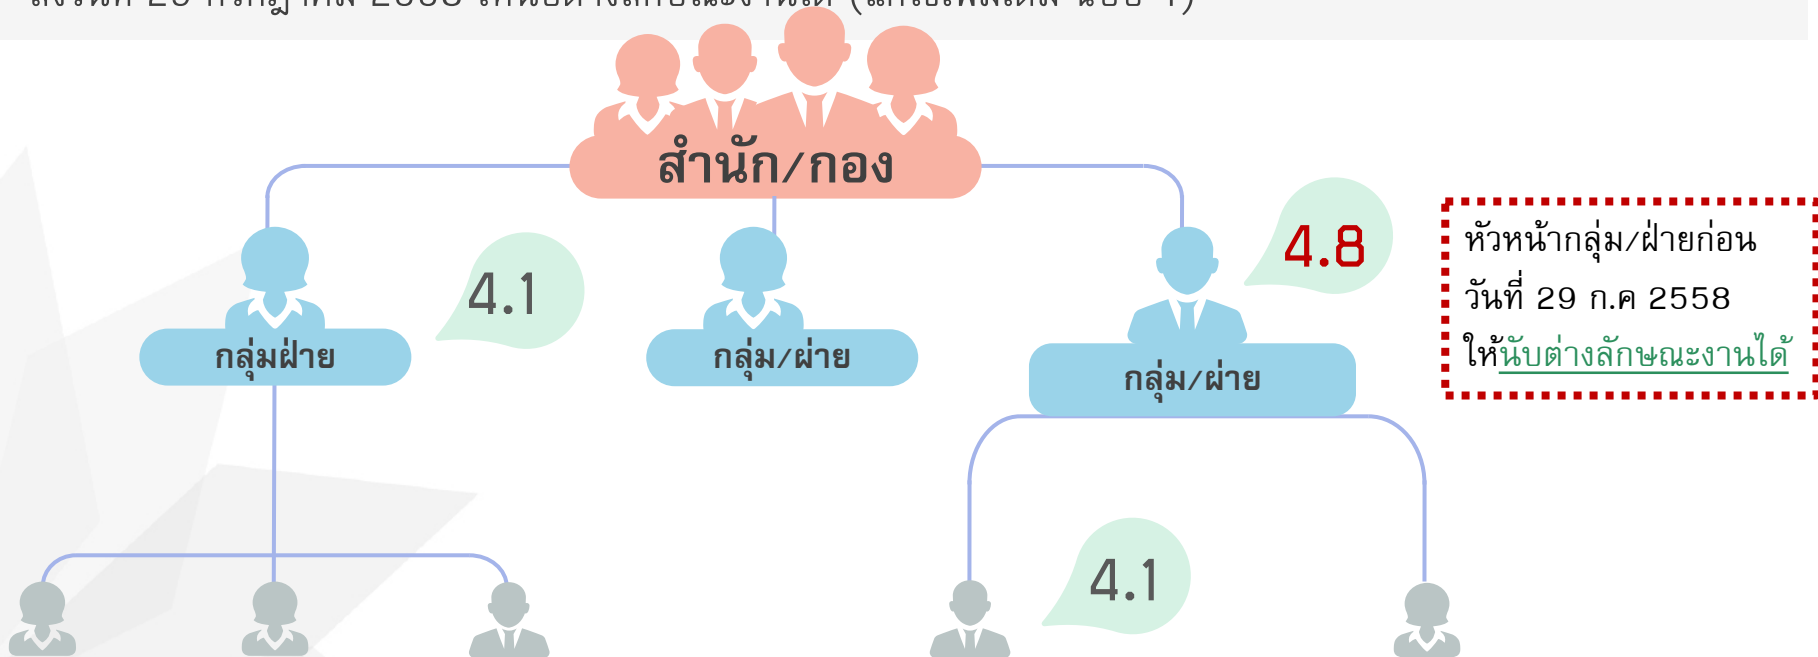 สำนัก/กอง
4.8
4.1
หัวหน้ากลุ่ม/ฝ่ายก่อน
วันที่ 29 ก.ค 2558
ให้นับต่างลักษณะงานได้
กลุ่มฝ่าย
กลุ่ม/ผ่าย
กลุ่ม/ผ่าย
4.1